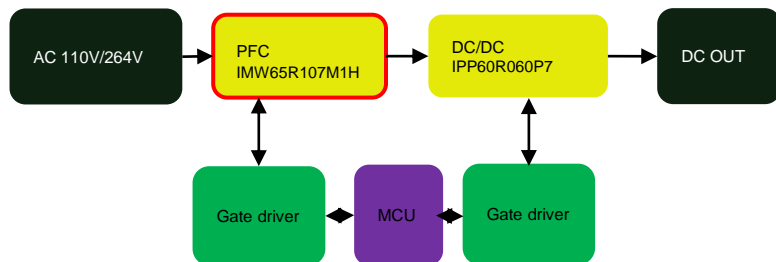 AC 110V/264V
PFC
IMW65R107M1H
DC/DC
IPP60R060P7
DC OUT
Gate driver
MCU
Gate driver